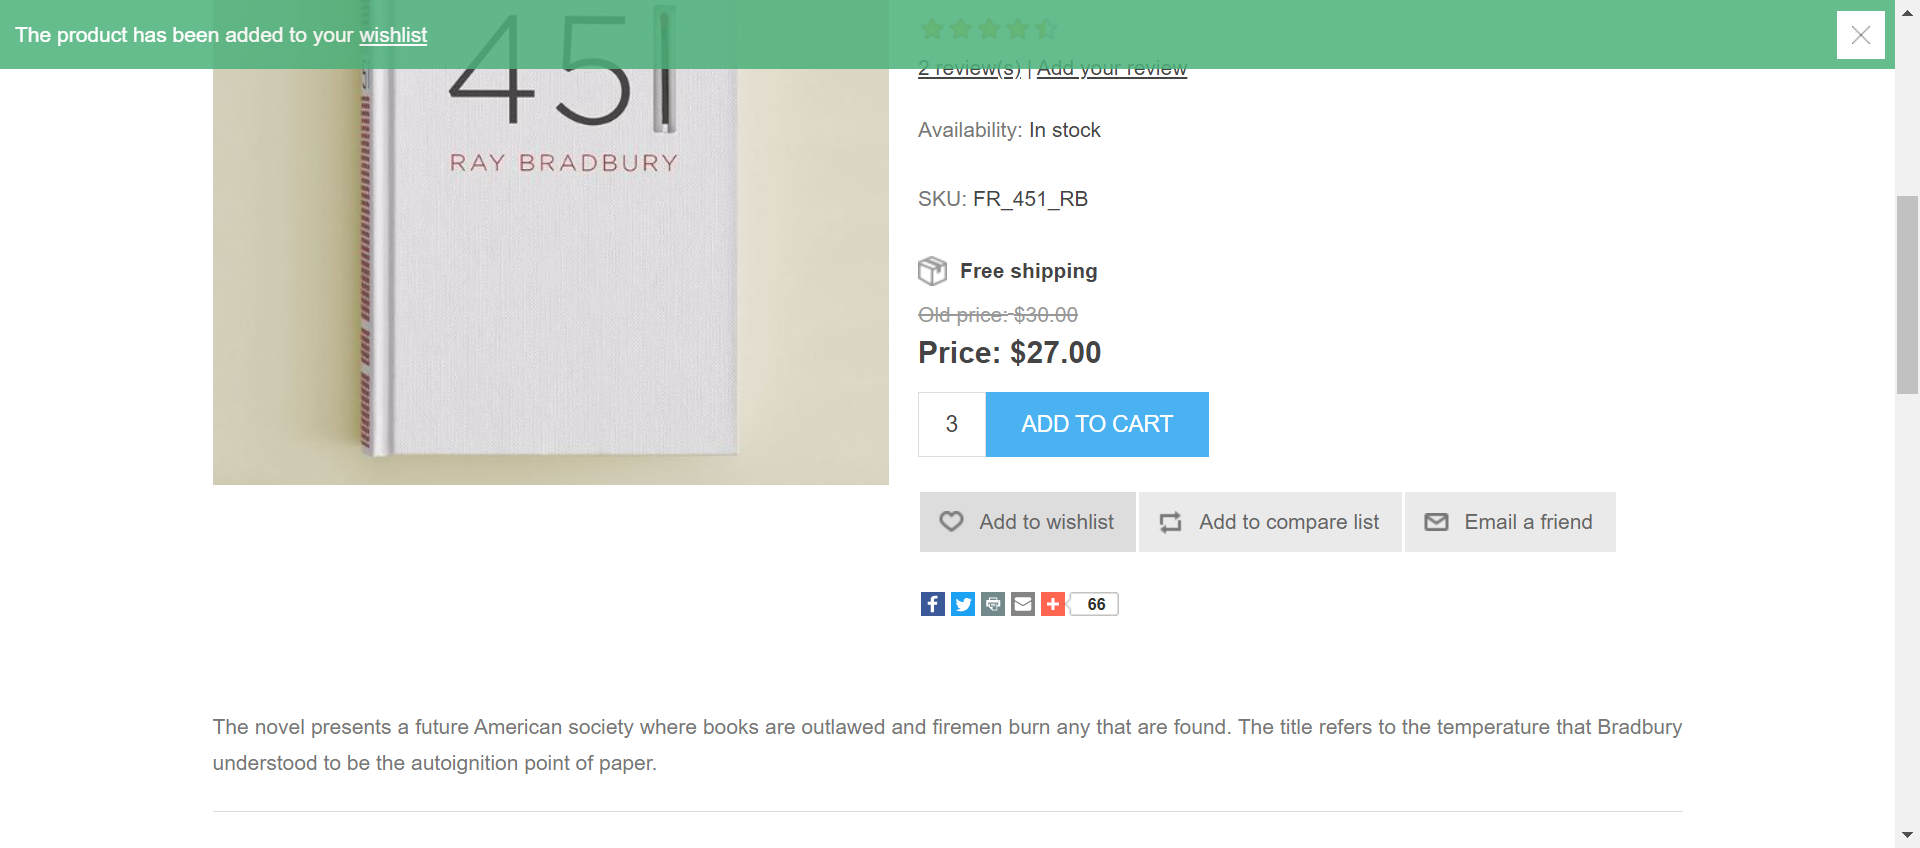 The product has been added to your wishlist
451
RAY BRADBURY
2 review(s) | Add your review
Availability: In stock
SKU: FR_451_RB
Free shipping
Old price: $30.00
Price: $27.00
3 ADD TO CART
Add to wishlist Add to compare list Email a friend
66
The novel presents a future American society where books are outlawed and firemen burn any that are found. The title refers to the temperature that Bradbury
understood to be the autoignition point of paper.